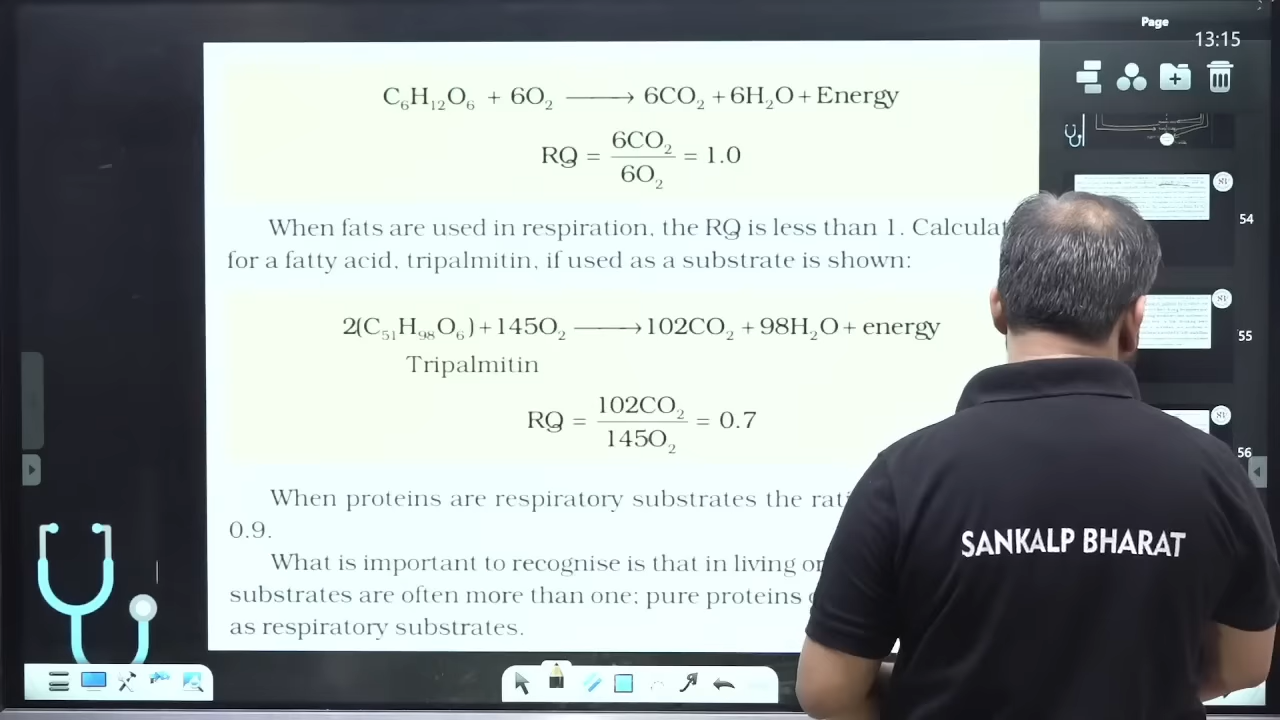 Page
13:15
C₆H₁₂O₆ + 6O₂ ⟶ 6CO₂ + 6H₂O + Energy
RQ = 6CO₂ / 6O₂ = 1.0
When fats are used in respiration, the RQ is less than 1. Calculat
for a fatty acid, tripalmitin, if used as a substrate is shown:
2(C₅₁H₉₈C₆) + 145O₂ ⟶ 102CO₂ + 98H₂O + energy
Tripalmitin
RQ = 102CO₂ / 145O₂ = 0.7
When proteins are respiratory substrates the rati
0.9.
What is important to recognise is that in living or
substrates are often more than one; pure proteins
as respiratory substrates.
54
55
56
SANKALP BHARAT